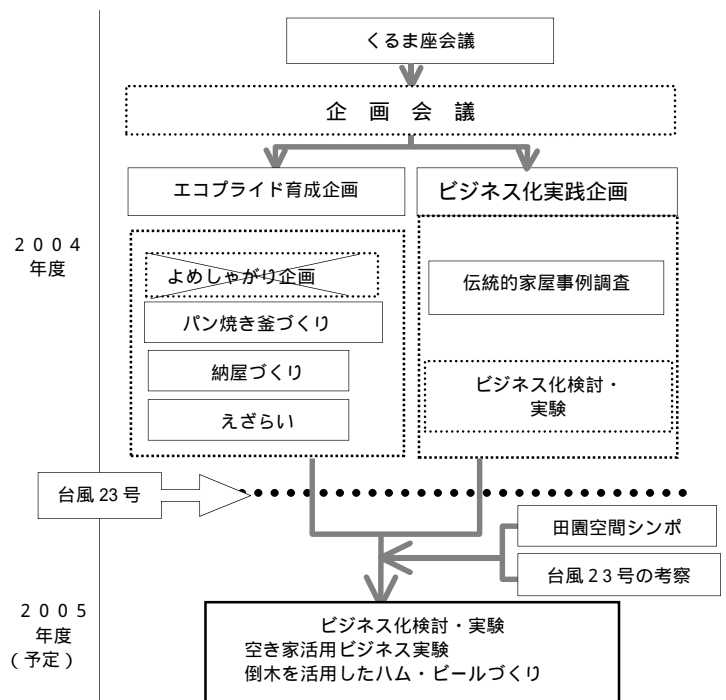 くるま座会議
企 画 会 議
エコプライド育成企画
ビジネス化実践企画
2004
年度
よめしゃがり企画
パン焼き釜づくり
納屋づくり
えざらい
伝統的家屋事例調査
ビジネス化検討・
実験
台風23号
田園空間シンポ
台風23号の考察
2005
年度
(予定)
ビジネス化検討・実験
空き家活用ビジネス実験
倒木を活用したハム・ビールづくり